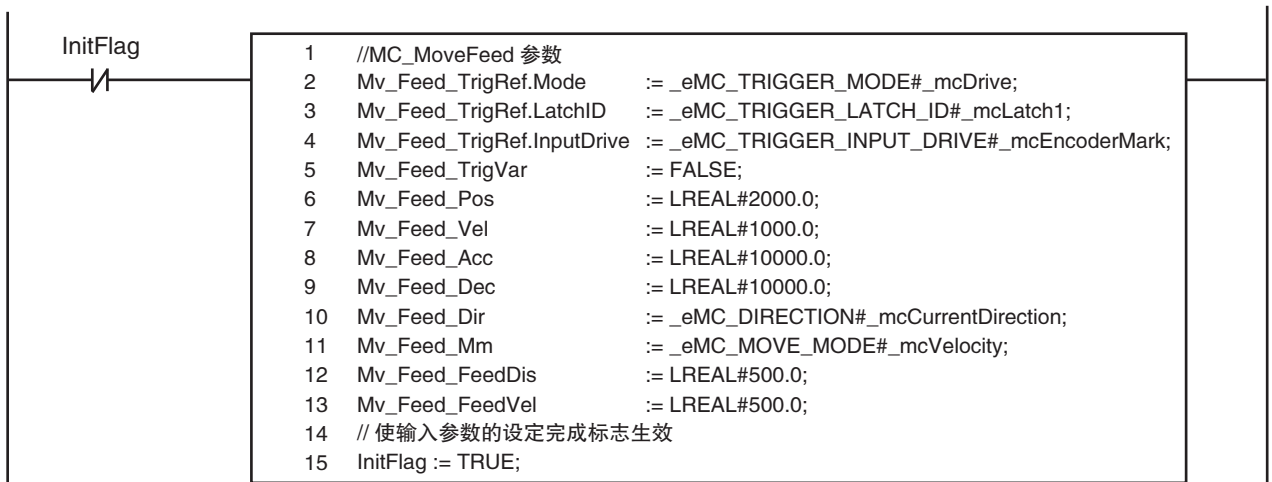 InitFlag
1 //MC_MoveFeed 参数
2 Mv_Feed_TrigRef.Mode := _eMC_TRIGGER_MODE#_mcDrive;
3 Mv_Feed_TrigRef.LatchID := _eMC_TRIGGER_LATCH_ID#_mcLatch1;
4 Mv_Feed_TrigRef.InputDrive := _eMC_TRIGGER_INPUT_DRIVE#_mcEncoderMark;
5 Mv_Feed_TrigVar := FALSE;
6 Mv_Feed_Pos := LREAL#2000.0;
7 Mv_Feed_Vel := LREAL#1000.0;
8 Mv_Feed_Acc := LREAL#10000.0;
9 Mv_Feed_Dec := LREAL#10000.0;
10 Mv_Feed_Dir := _eMC_DIRECTION#_mcCurrentDirection;
11 Mv_Feed_Mm := _eMC_MOVE_MODE#_mcVelocity;
12 Mv_Feed_FeedDis := LREAL#500.0;
13 Mv_Feed_FeedVel := LREAL#500.0;
14 // 使输入参数的设定完成标志生效
15 InitFlag := TRUE;